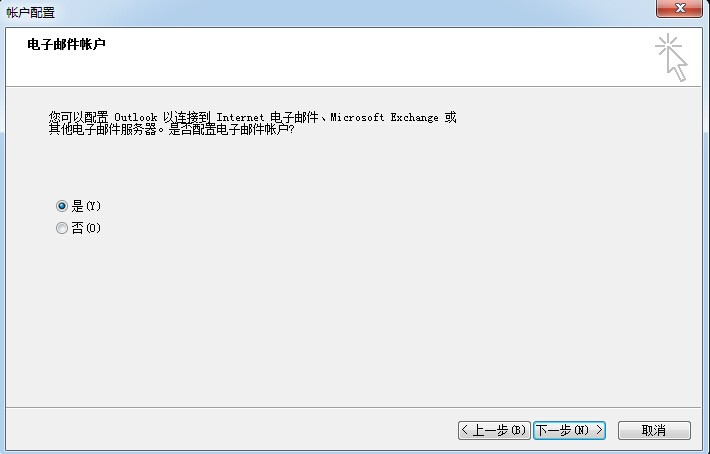 帐户配置
电子邮件帐户
您可以配置 Outlook 以连接到 Internet 电子邮件、Microsoft Exchange 或
其他电子邮件服务器。是否配置电子邮件帐户?
是(Y)
否(O)
< 上一步(B)
下一步(N) >
取消